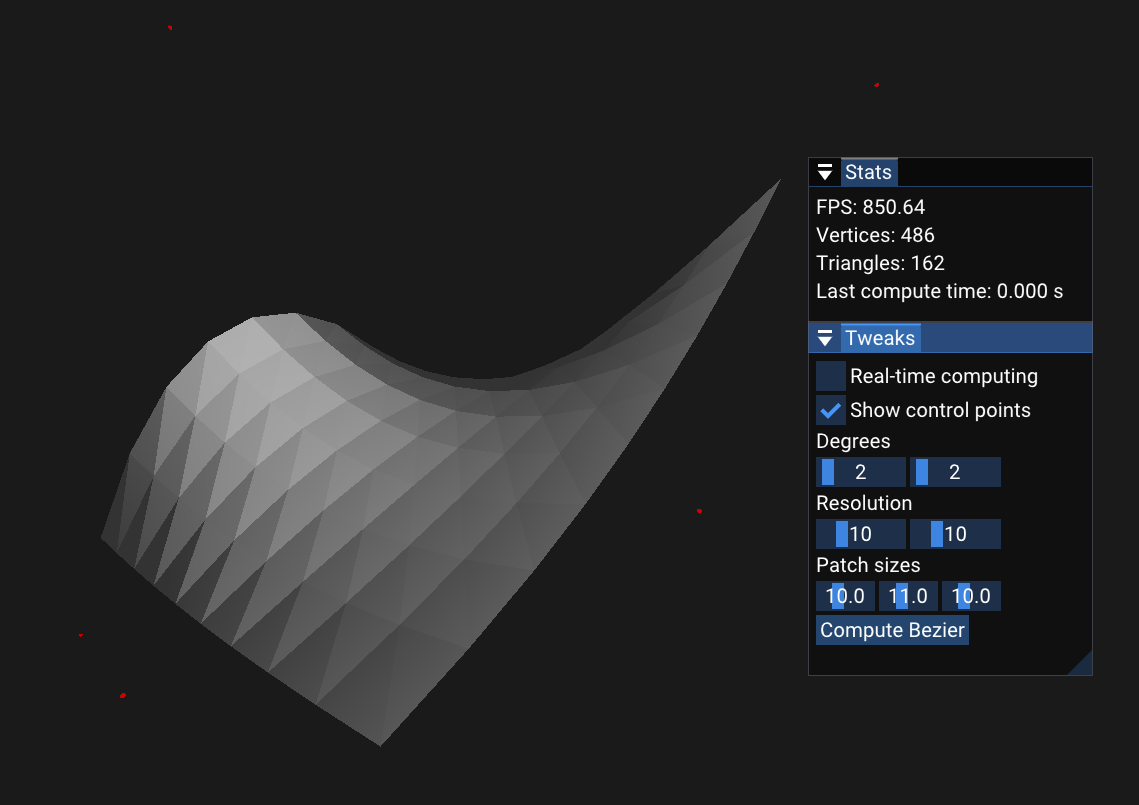 Stats
FPS: 850.64
Vertices: 486
Triangles: 162
Last compute time: 0.000 s
Tweaks
Real-time computing
Show control points
Degrees
2 2
Resolution
10 10
Patch sizes
10.0 11.0 10.0
Compute Bezier